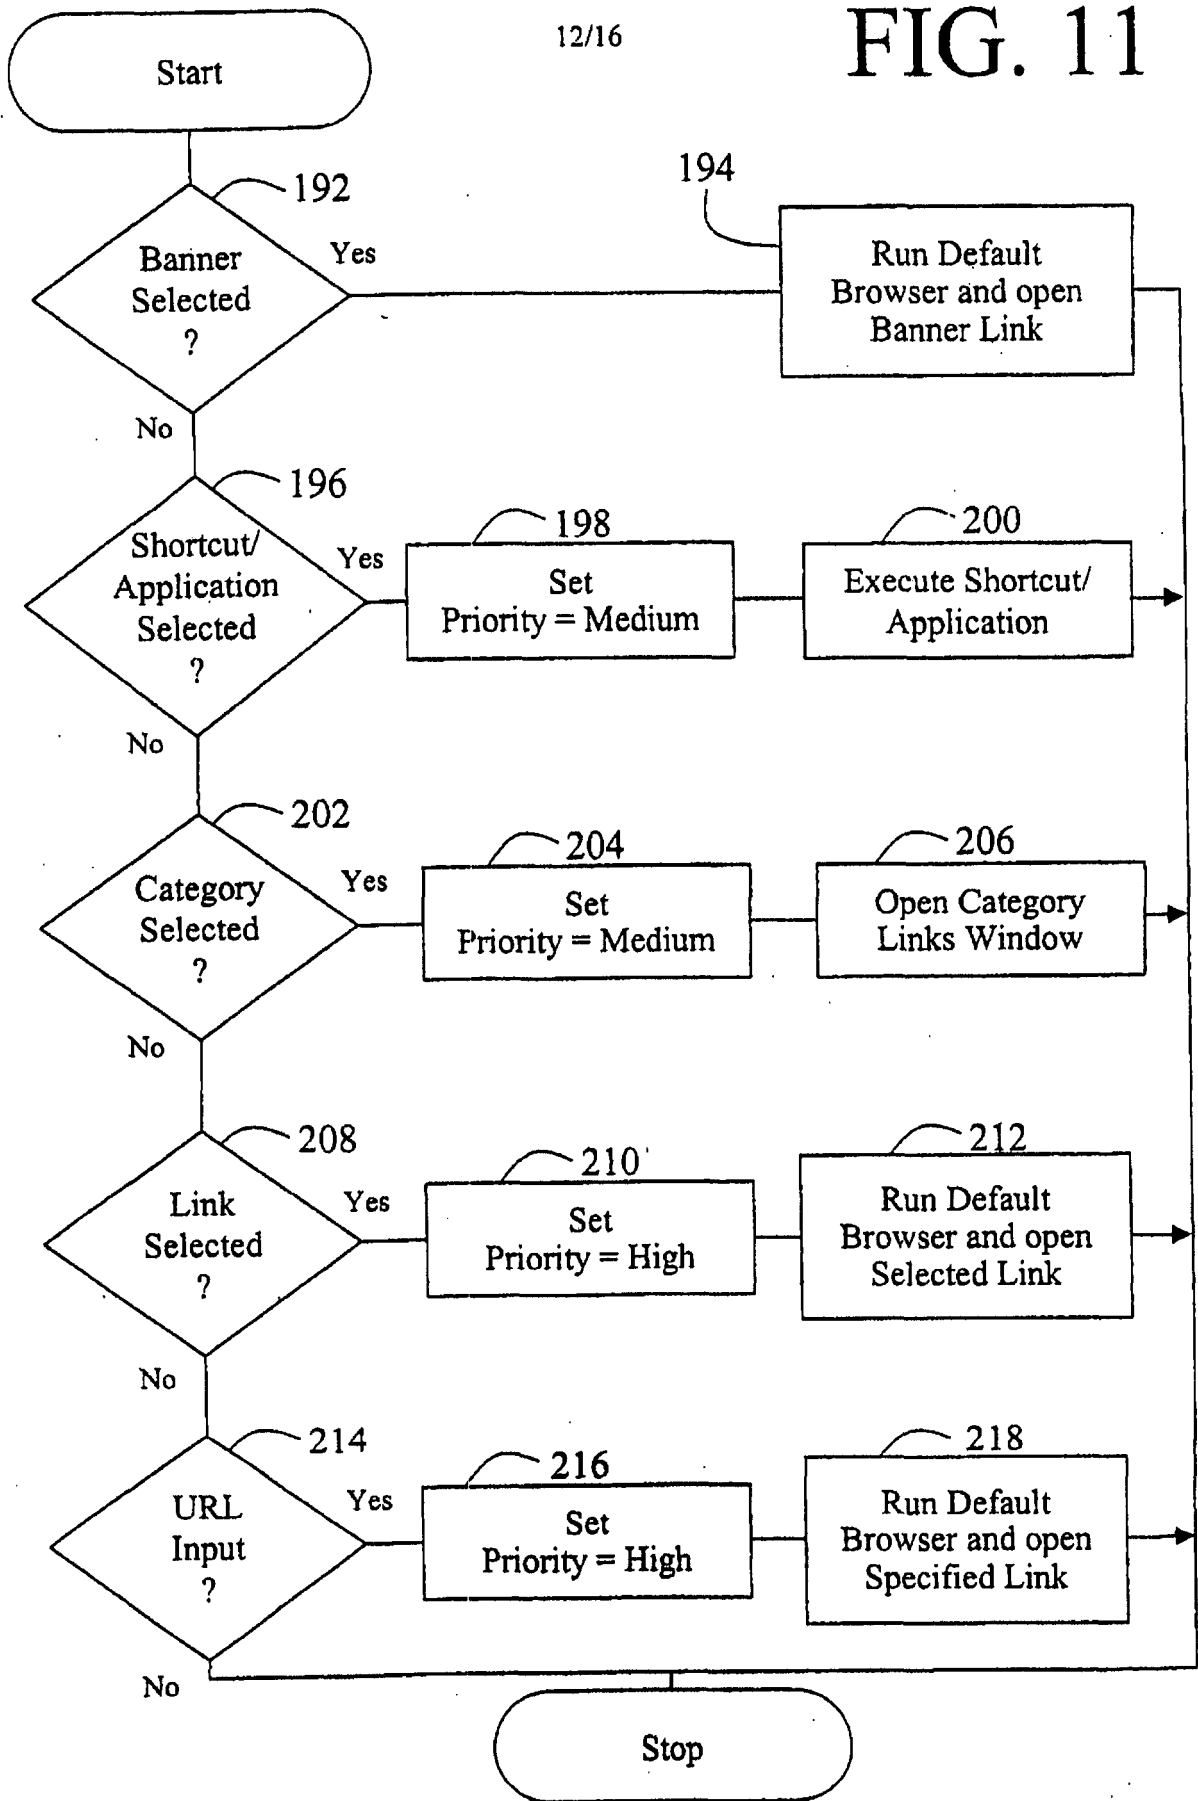 12/16
FIG. 11
Start
192
194
Banner
Selected
?
Yes
Run Default
Browser and open
Banner Link
No
196
198
200
Shortcut/
Application
Selected
?
Yes
Set
Priority = Medium
Execute Shortcut/
Application
No
202
204
206
Category
Selected
?
Yes
Set
Priority = Medium
Open Category
Links Window
No
208
210
212
Link
Selected
?
Yes
Set
Priority = High
Run Default
Browser and open
Selected Link
No
214
216
218
URL
Input
?
Yes
Set
Priority = High
Run Default
Browser and open
Specified Link
No
Stop